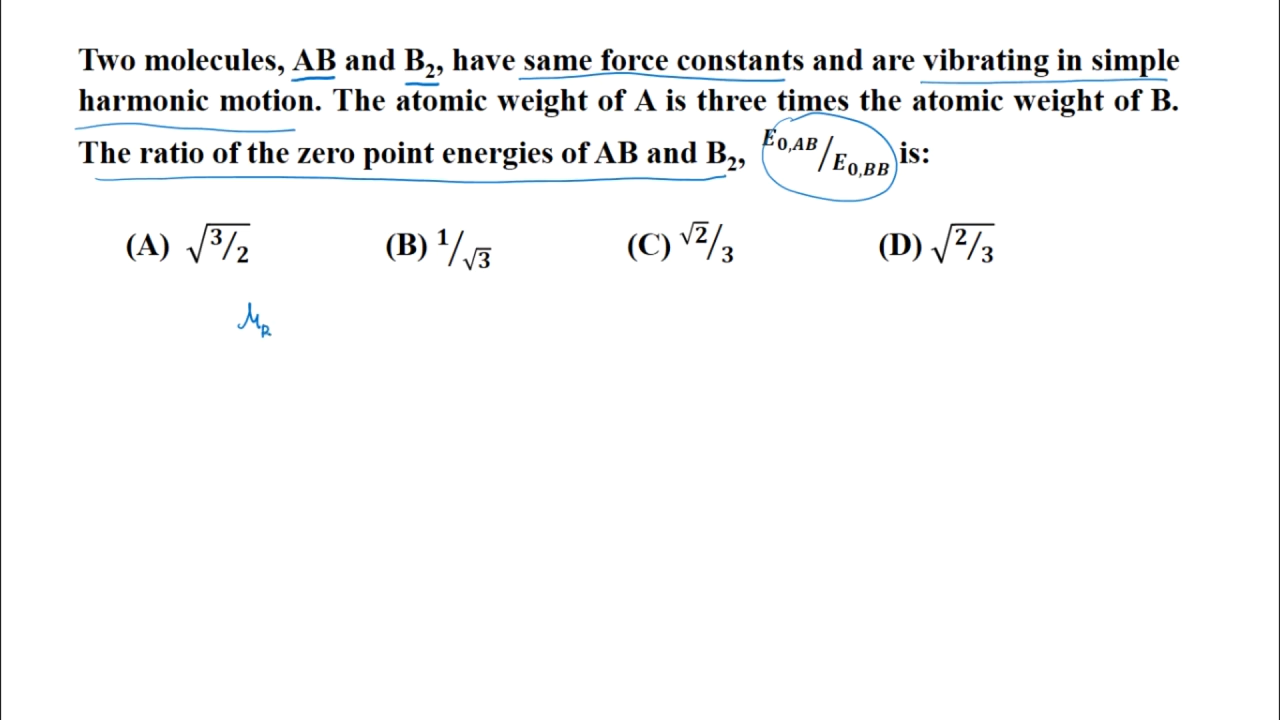 Two molecules, AB and B₂, have same force constants and are vibrating in simple
harmonic motion. The atomic weight of A is three times the atomic weight of B.
The ratio of the zero point energies of AB and B₂, E₀,AB/E₀,BB is:
(A) √3/2 (B) 1/√3 (C) √2/3 (D) √2/3